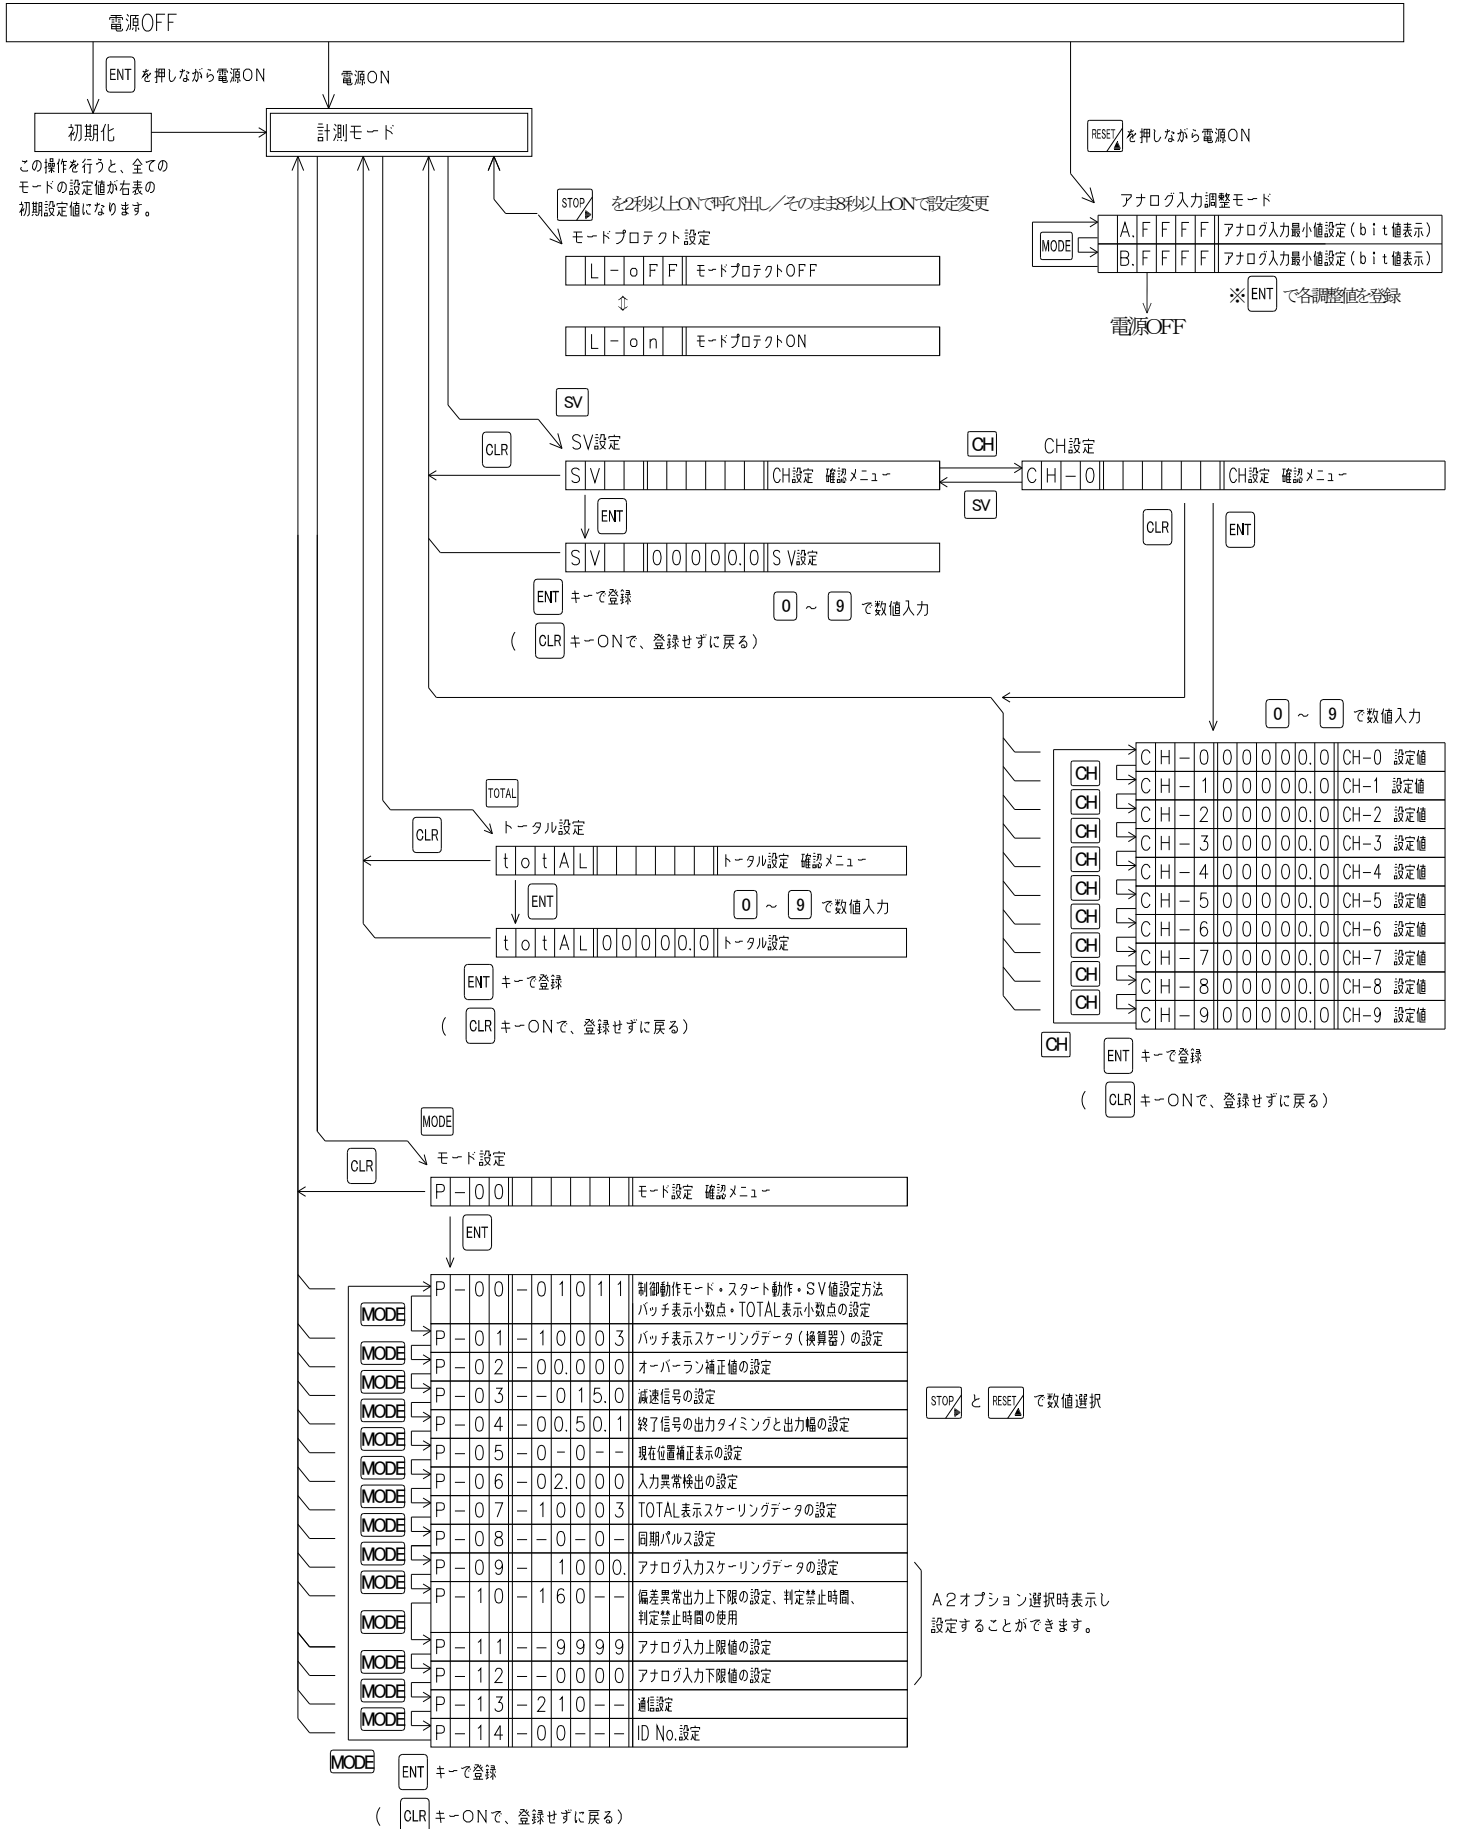 電源OFF
ENT を押しながら電源ON
電源ON
初期化
計測モード
この操作を行うと、全ての
モードの設定値が右表の
初期設定値になります。
RESET を押しながら電源ON
STOP を2秒以上ONで呼び出し／そのまま8秒以上ONで設定変更
モードプロテクト設定
L-oFF モードプロテクトOFF
⇕
L-on モードプロテクトON
アナログ入力調整モード
MODE
A.FFFF アナログ入力最小値設定(bit値表示)
B.FFFF アナログ入力最小値設定(bit値表示)
※ ENT で各調整値を登録
電源OFF
SV
CLR
SV設定
SV CH設定 確認メニュー
ENT
SV 00000.0 SV設定
ENT キーで登録
0 ～ 9 で数値入力
( CLR キーONで、登録せずに戻る)
CH
SV
CH設定
CH-0 CH設定 確認メニュー
CLR
ENT
0 ～ 9 で数値入力
CH-0 00000.0 CH-0 設定値
CH
CH-1 00000.0 CH-1 設定値
CH
CH-2 00000.0 CH-2 設定値
CH
CH-3 00000.0 CH-3 設定値
CH
CH-4 00000.0 CH-4 設定値
CH
CH-5 00000.0 CH-5 設定値
CH
CH-6 00000.0 CH-6 設定値
CH
CH-7 00000.0 CH-7 設定値
CH
CH-8 00000.0 CH-8 設定値
CH
CH-9 00000.0 CH-9 設定値
CH
ENT キーで登録
( CLR キーONで、登録せずに戻る)
TOTAL
CLR
トータル設定
totAL トータル設定 確認メニュー
ENT
0 ～ 9 で数値入力
totAL 00000.0 トータル設定
ENT キーで登録
( CLR キーONで、登録せずに戻る)
MODE
CLR
モード設定
P-00 モード設定 確認メニュー
ENT
P-00 -01011 制御動作モード・スタート動作・SV値設定方法
バッチ表示小数点・TOTAL表示小数点の設定
MODE
P-01 -10003 バッチ表示スケーリングデータ(換算器)の設定
MODE
P-02 -00.000 オーバーラン補正値の設定
MODE
P-03 --015.0 減速信号の設定
MODE
P-04 -00.50.1 終了信号の出力タイミングと出力幅の設定
MODE
P-05 -0-0-- 現在位置補正表示の設定
MODE
P-06 -02.000 入力異常検出の設定
MODE
P-07 -10003 TOTAL表示スケーリングデータの設定
MODE
P-08 --0-0- 同期パルス設定
MODE
P-09 - 1000. アナログ入力スケーリングデータの設定
MODE
P-10 -160-- 偏差異常出力上下限の設定、判定禁止時間、
判定禁止時間の使用
MODE
P-11 --9999 アナログ入力上限値の設定
MODE
P-12 --0000 アナログ入力下限値の設定
MODE
P-13 -210-- 通信設定
MODE
P-14 -00--- ID No.設定
STOP と RESET で数値選択
A2オプション選択時表示し
設定することができます。
MODE
ENT キーで登録
( CLR キーONで、登録せずに戻る)